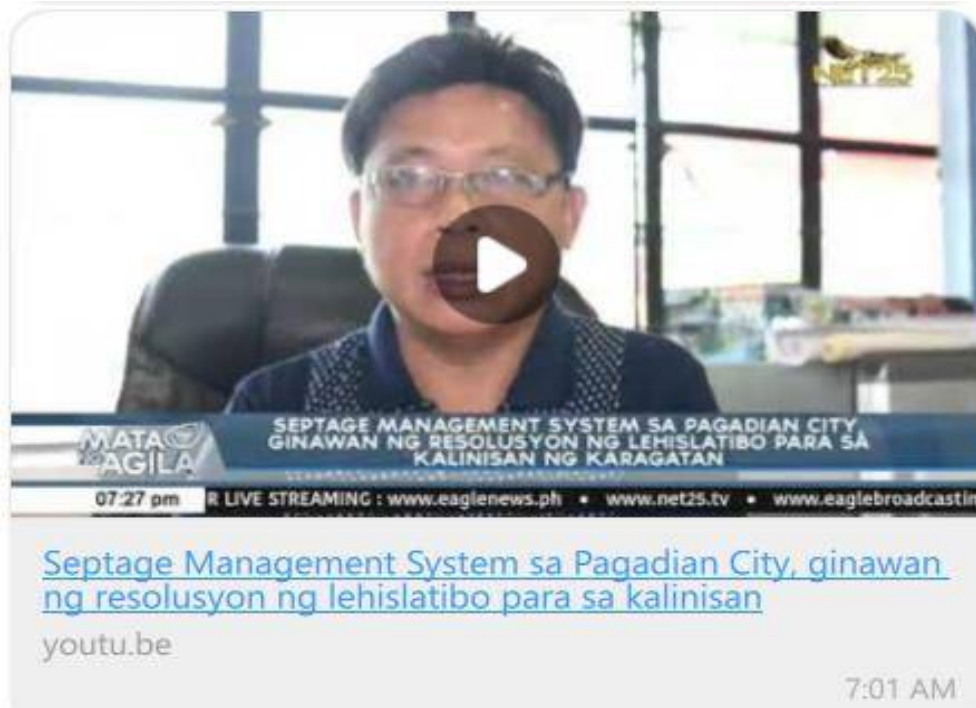 NET25
SEPTAGE MANAGEMENT SYSTEM SA PAGADIAN CITY,
GINAWAN NG RESOLUSYON NG LEHISLATIBO PARA SA
KALINISAN NG KARAGATAN
MATA
NG AGILA
07:27 pm R LIVE STREAMING : www.eaglenews.ph • www.net25.tv • www.eaglebroadcastin
Septage Management System sa Pagadian City, ginawan
ng resolusyon ng lehislatibo para sa kalinisan
youtu.be
7:01 AM